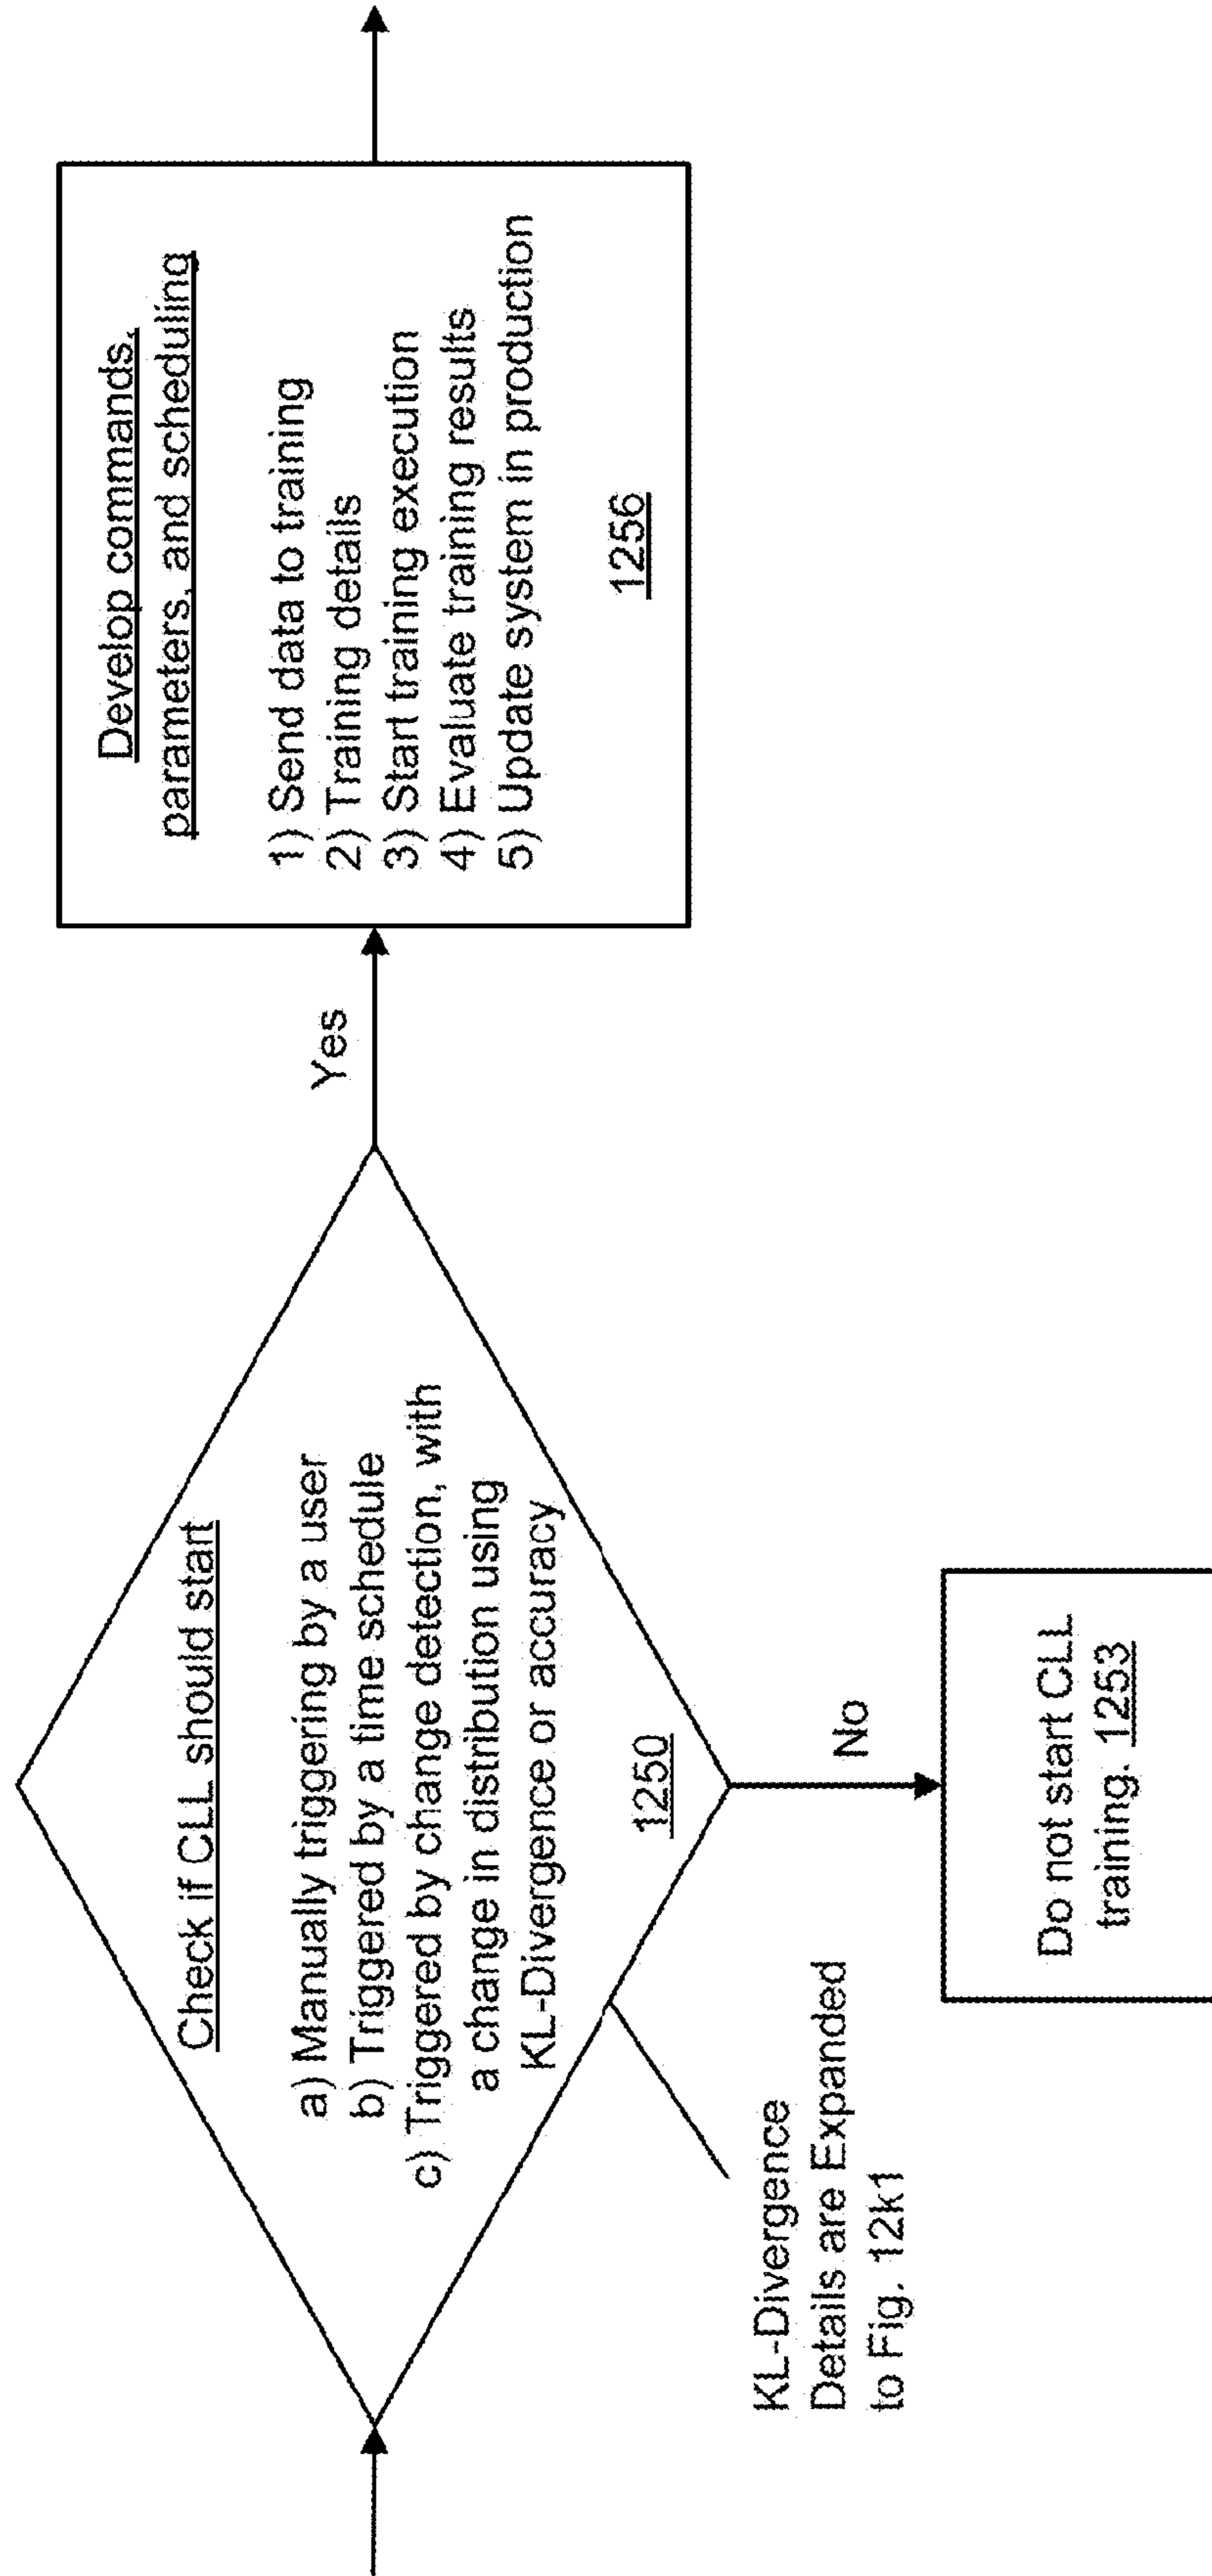 Check if CLL should start
a) Manually triggering by a user
b) Triggered by a time schedule
c) Triggered by change detection, with
a change in distribution using
KL-Divergence or accuracy
1250
KL-Divergence
Details are Expanded
to Fig. 12k1
No
Do not start CLL
training. 1253
Yes
Develop commands,
parameters, and scheduling
1) Send data to training
2) Training details
3) Start training execution
4) Evaluate training results
5) Update system in production
1256